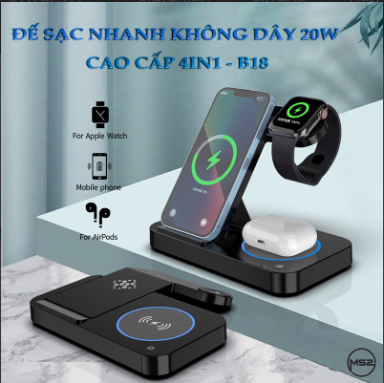 ĐẾ SẠC NHANH KHÔNG DÂY 20W
CAO CẤP 4IN1 - B18
For Apple Watch
Mobile phone
For AirPods
MS2